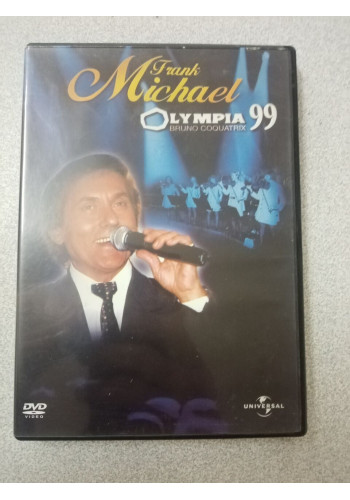 Frank
Michael
OLYMPIA 99
BRUNO COQUATRIX
DVD
VIDEO
UNIVERSAL